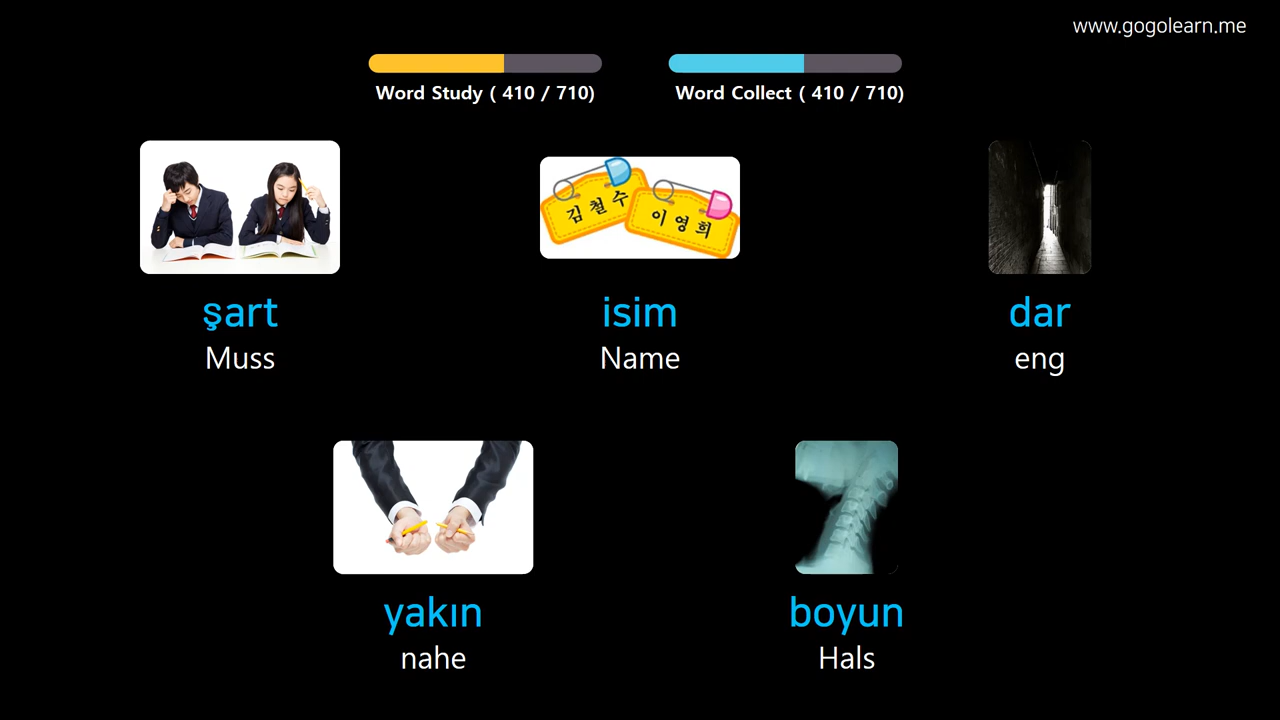 www.gogolearn.me
Word Study ( 410 / 710)
Word Collect ( 410 / 710)
김철수
이영희
şart
Muss
isim
Name
dar
eng
yakın
nahe
boyun
Hals